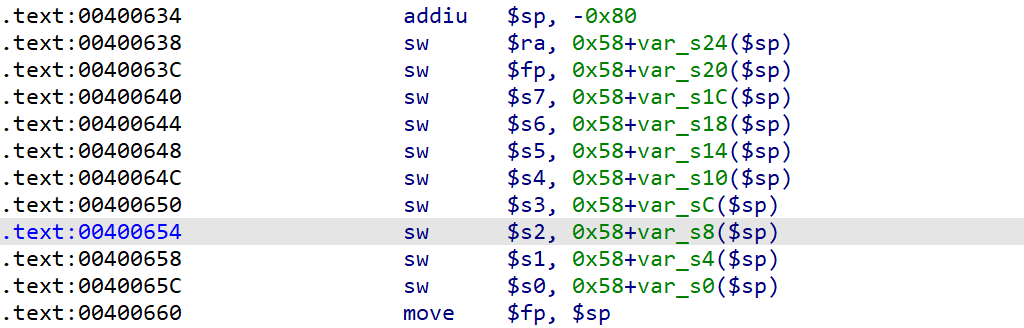 .text:00400634 addiu $sp, -0x80
.text:00400638 sw $ra, 0x58+var_s24($sp)
.text:0040063C sw $fp, 0x58+var_s20($sp)
.text:00400640 sw $s7, 0x58+var_s1C($sp)
.text:00400644 sw $s6, 0x58+var_s18($sp)
.text:00400648 sw $s5, 0x58+var_s14($sp)
.text:0040064C sw $s4, 0x58+var_s10($sp)
.text:00400650 sw $s3, 0x58+var_sC($sp)
.text:00400654 sw $s2, 0x58+var_s8($sp)
.text:00400658 sw $s1, 0x58+var_s4($sp)
.text:0040065C sw $s0, 0x58+var_s0($sp)
.text:00400660 move $fp, $sp